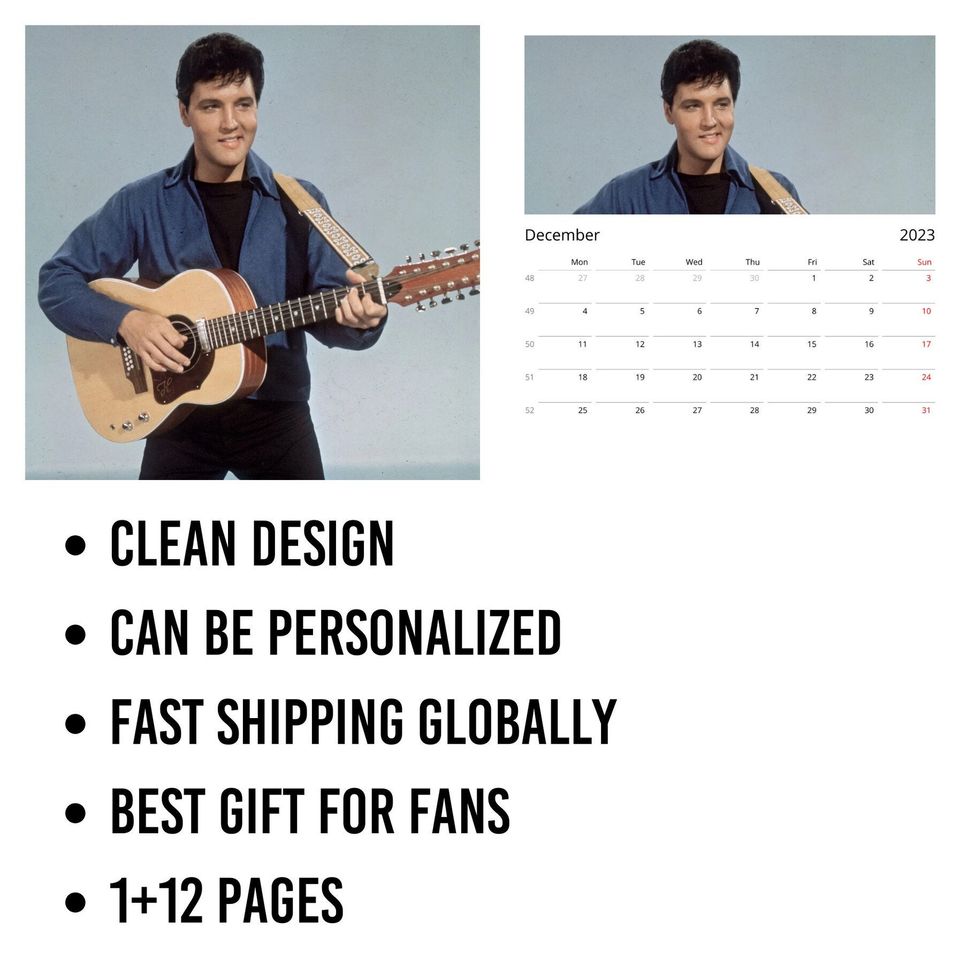 December 2023
Mon Tue Wed Thu Fri Sat Sun
48 27 28 29 30 1 2 3
49 4 5 6 7 8 9 10
50 11 12 13 14 15 16 17
51 18 19 20 21 22 23 24
52 25 26 27 28 29 30 31
• CLEAN DESIGN
• CAN BE PERSONALIZED
• FAST SHIPPING GLOBALLY
• BEST GIFT FOR FANS
• 1+12 PAGES